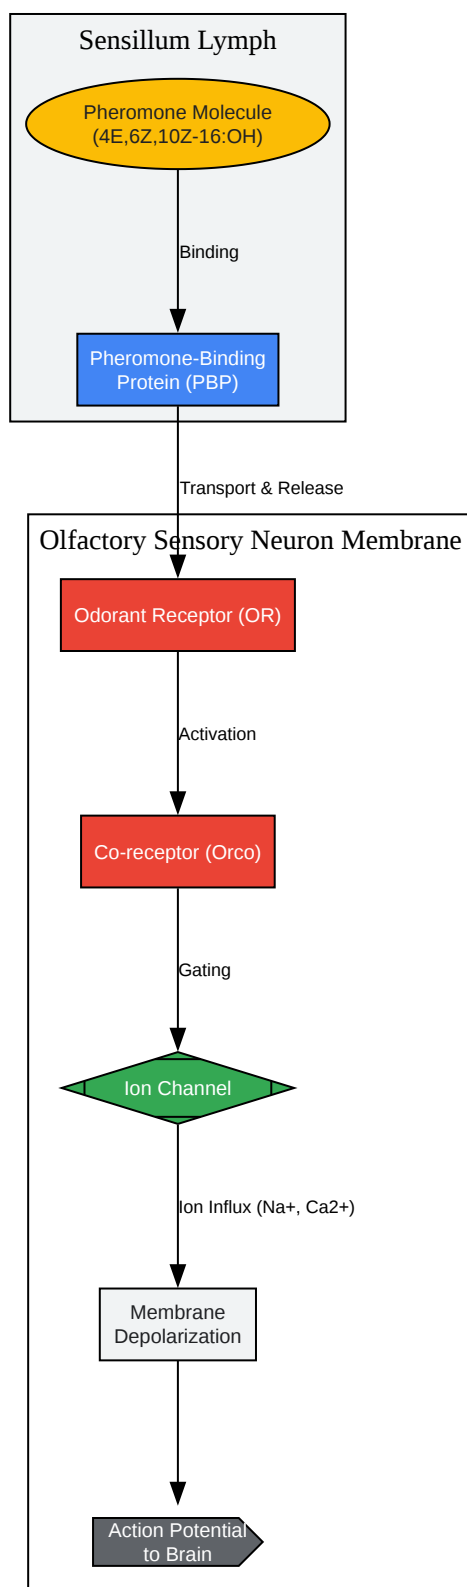 Sensillum Lymph
Pheromone Molecule
(4E,6Z,10Z-16:OH)
Binding
Pheromone-Binding
Protein (PBP)
Transport & Release
Olfactory Sensory Neuron Membrane
Odorant Receptor (OR)
Activation
Co-receptor (Orco)
Gating
Ion Channel
Ion Influx (Na+, Ca2+)
Membrane
Depolarization
Action Potential
to Brain